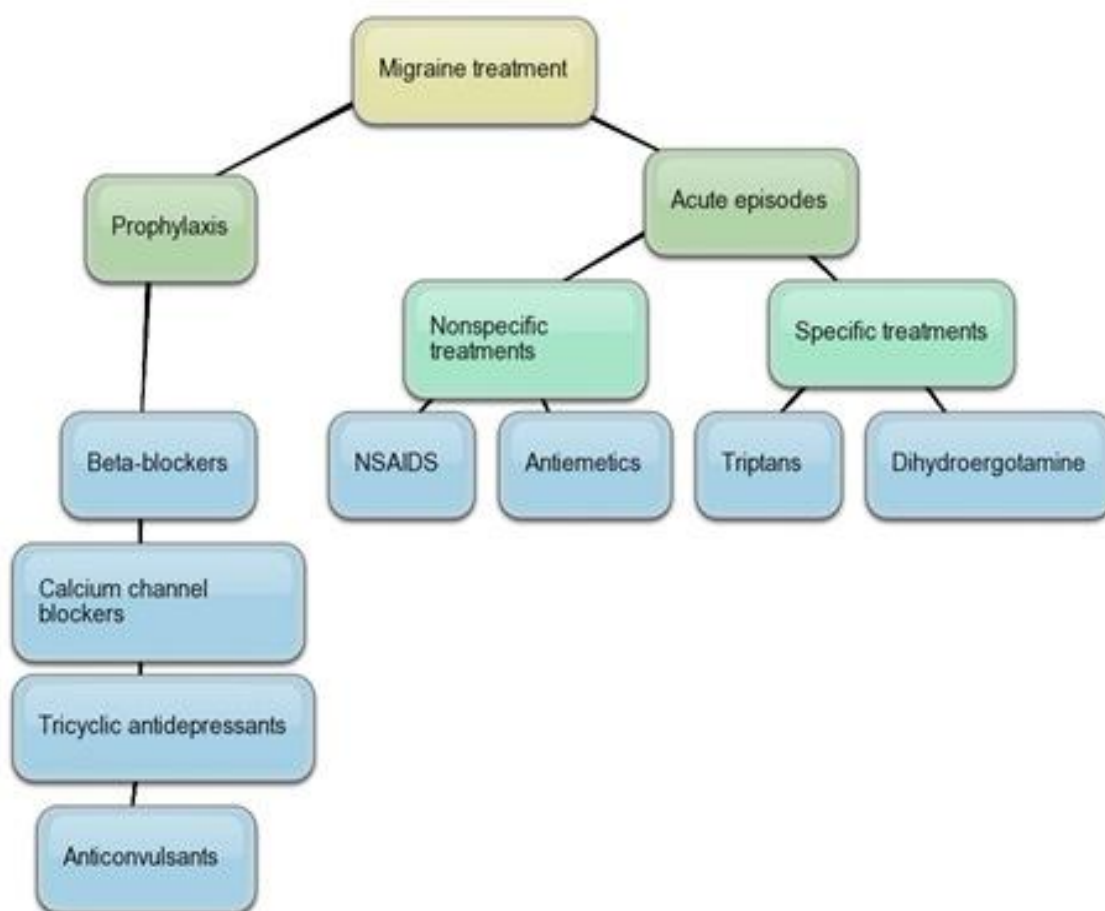 Migraine treatment
Prophylaxis
Acute episodes
Nonspecific
treatments
Specific treatments
Beta-blockers
NSAIDS
Antiemetics
Triptans
Dihydroergotamine
Calcium channel
blockers
Tricyclic antidepressants
Anticonvulsants